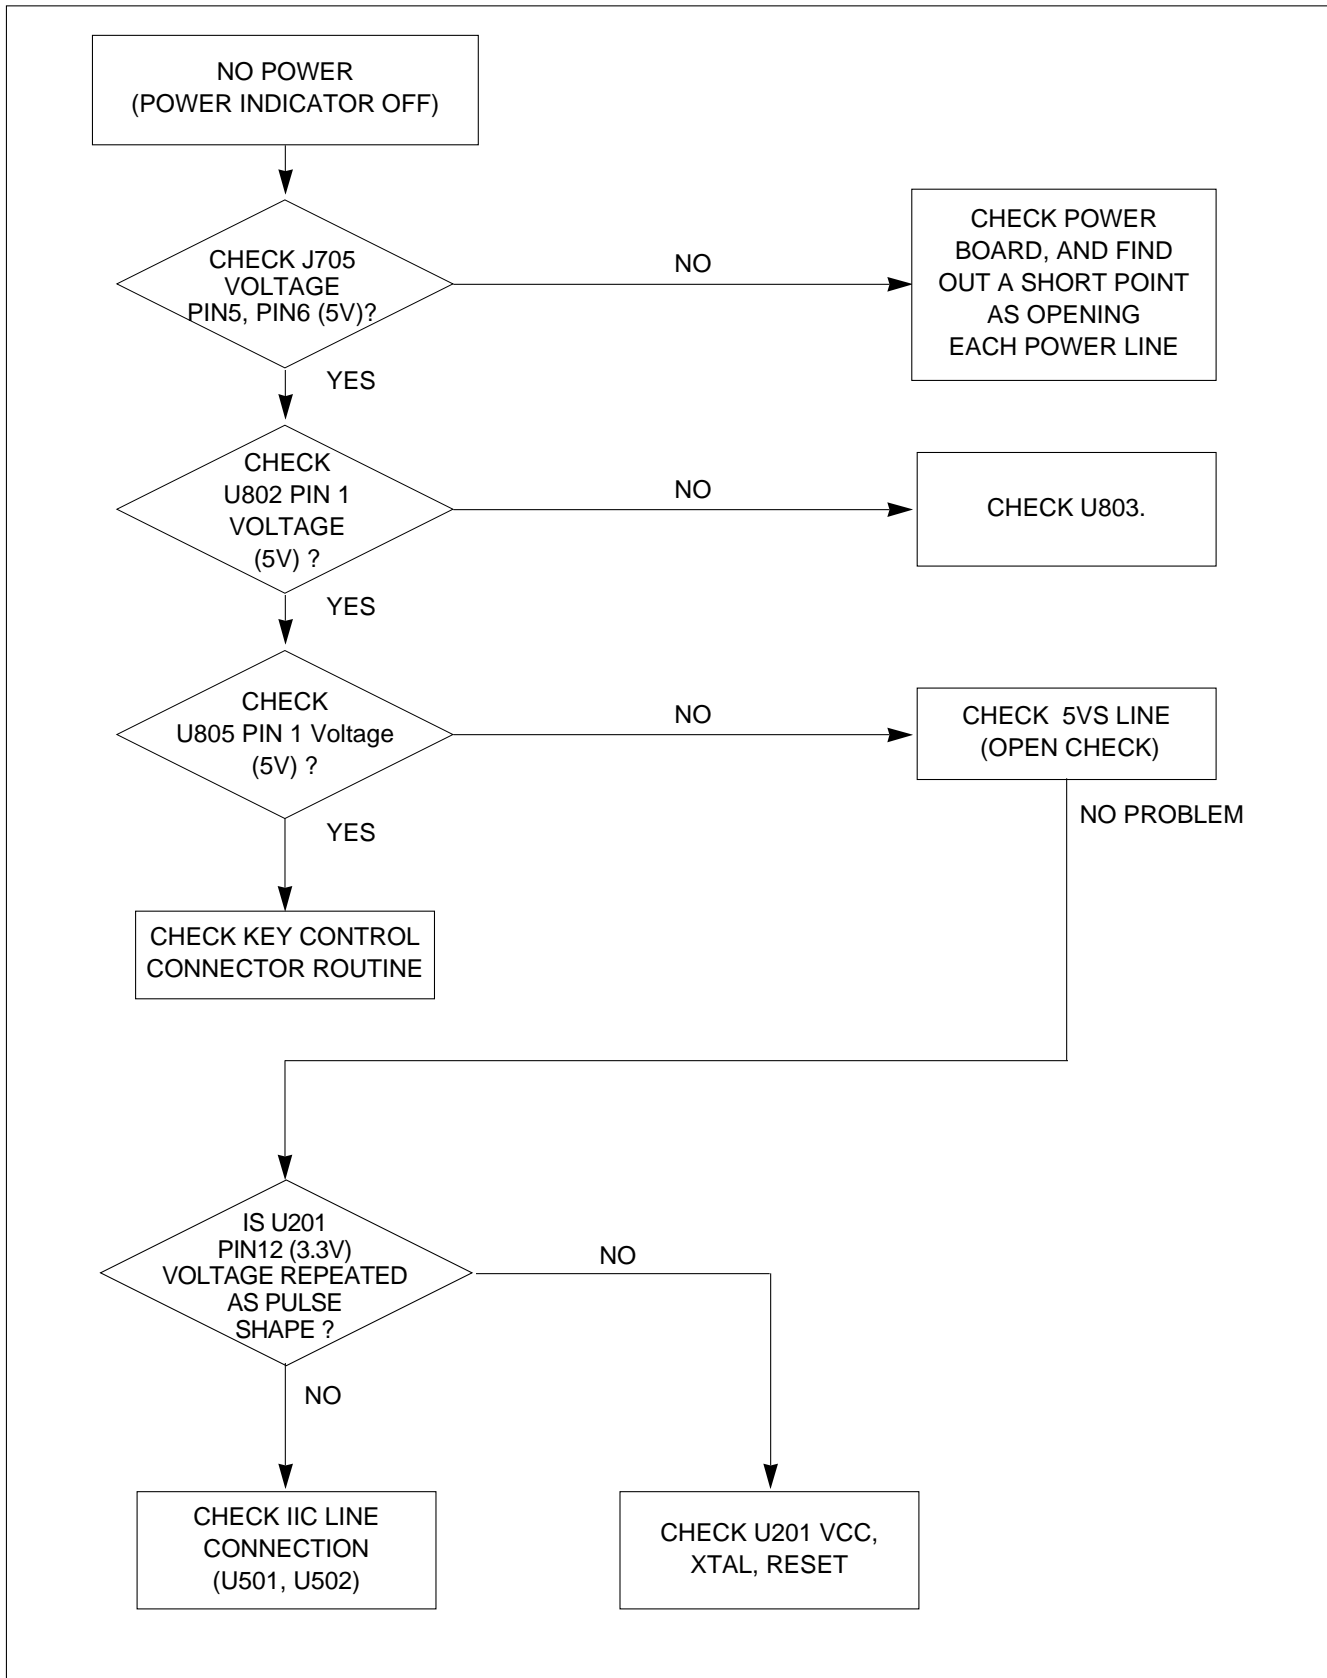 NO POWER
(POWER INDICATOR OFF)
CHECK J705
VOLTAGE
PIN5, PIN6 (5V)?
NO
CHECK POWER
BOARD, AND FIND
OUT A SHORT POINT
AS OPENING
EACH POWER LINE
YES
CHECK
U802 PIN 1
VOLTAGE
(5V) ?
NO
CHECK U803.
YES
CHECK
U805 PIN 1 Voltage
(5V) ?
NO
CHECK 5VS LINE
(OPEN CHECK)
NO PROBLEM
YES
CHECK KEY CONTROL
CONNECTOR ROUTINE
IS U201
PIN12 (3.3V)
VOLTAGE REPEATED
AS PULSE
SHAPE ?
NO
NO
CHECK IIC LINE
CONNECTION
(U501, U502)
CHECK U201 VCC,
XTAL, RESET